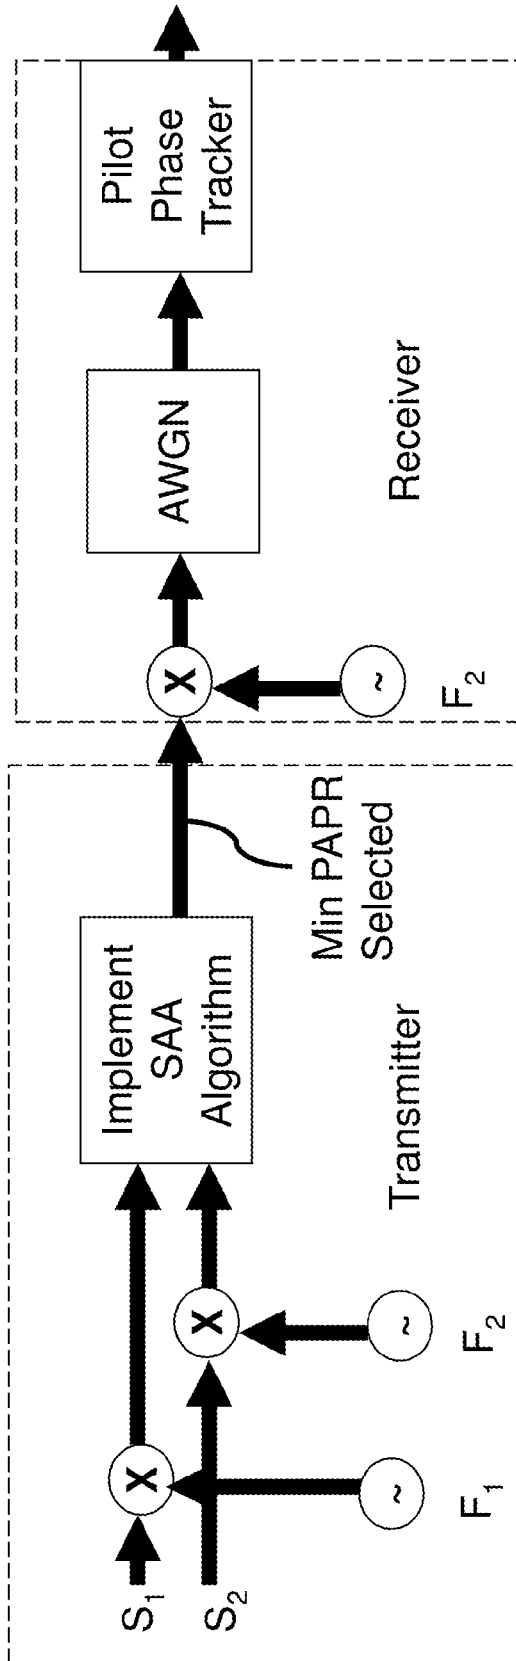 S1
S2
X
X
F1
~
F2
~
Implement
SAA
Algorithm
Transmitter
Min PAPR
Selected
X
~
F2
AWGN
Receiver
Pilot
Phase
Tracker